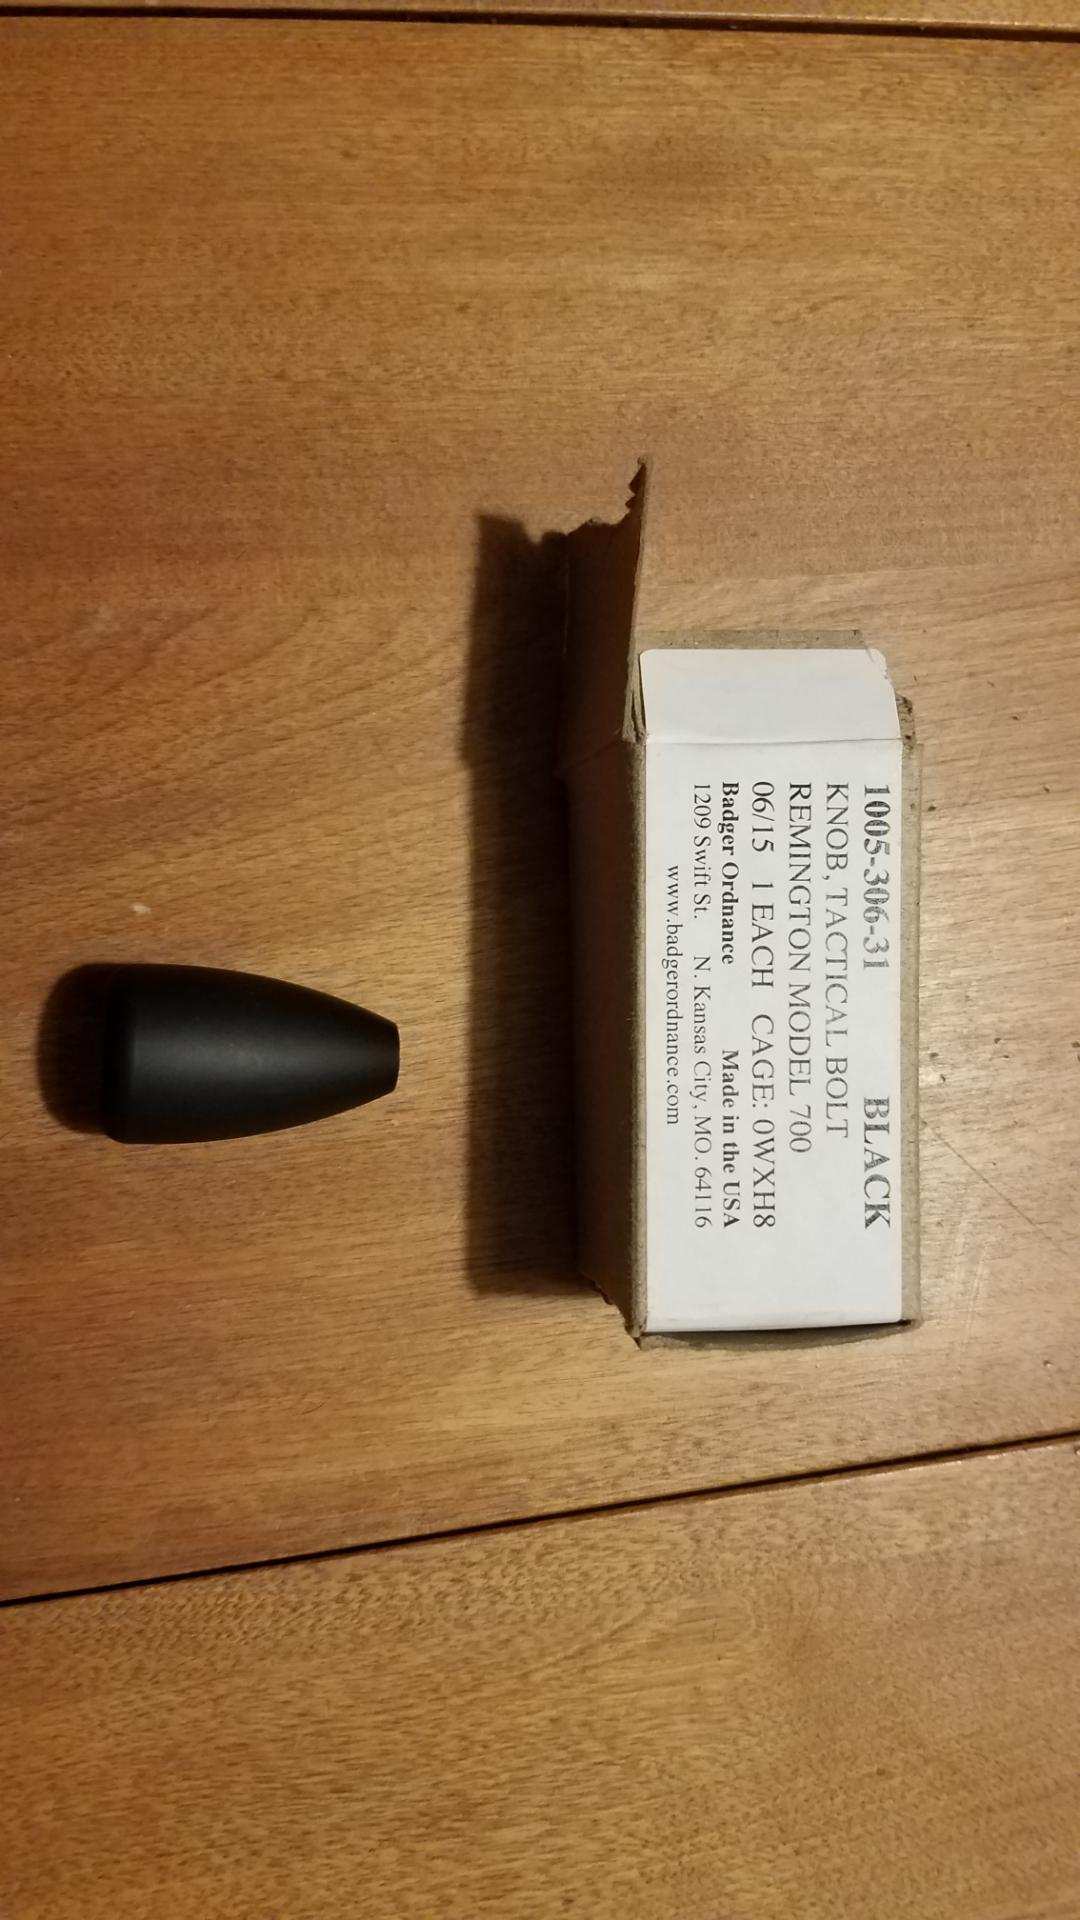 1005-306-31 BLACK
KNOB, TACTICAL BOLT
REMINGTON MODEL 700
06/15 1 EACH CAGE: 0WXH8
Badger Ordnance Made in the USA
1209 Swift St. N. Kansas City, MO. 64116
www.badgerordnance.com